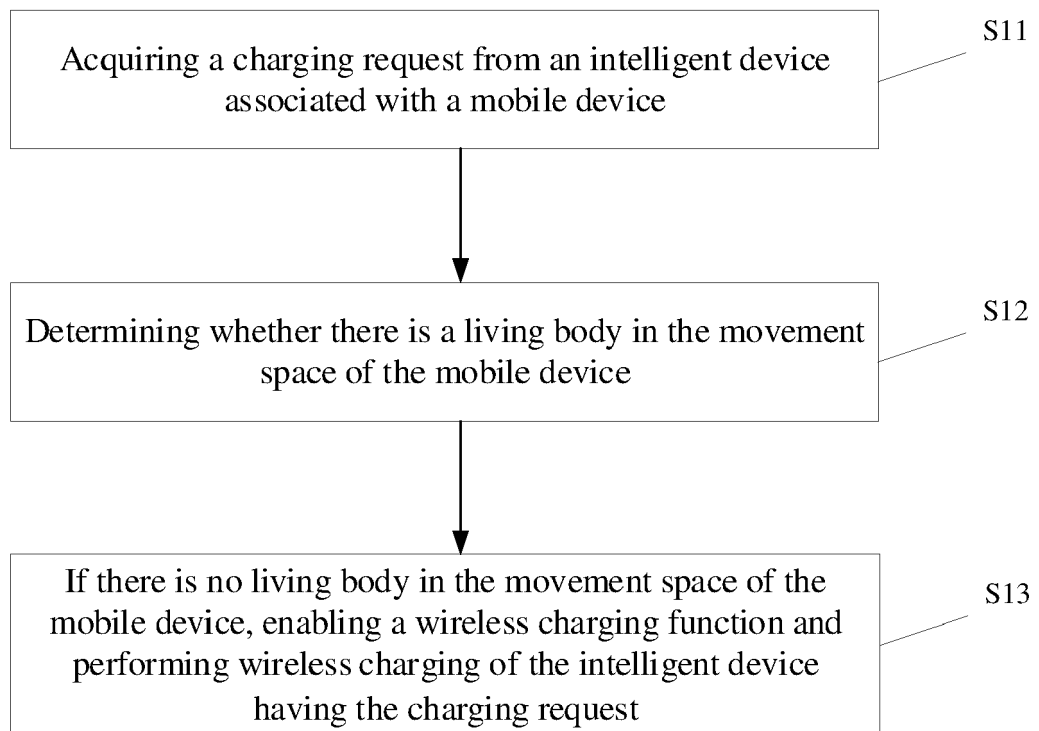 S11
Acquiring a charging request from an intelligent device
associated with a mobile device
S12
Determining whether there is a living body in the movement
space of the mobile device
S13
If there is no living body in the movement space of the
mobile device, enabling a wireless charging function and
performing wireless charging of the intelligent device
having the charging request